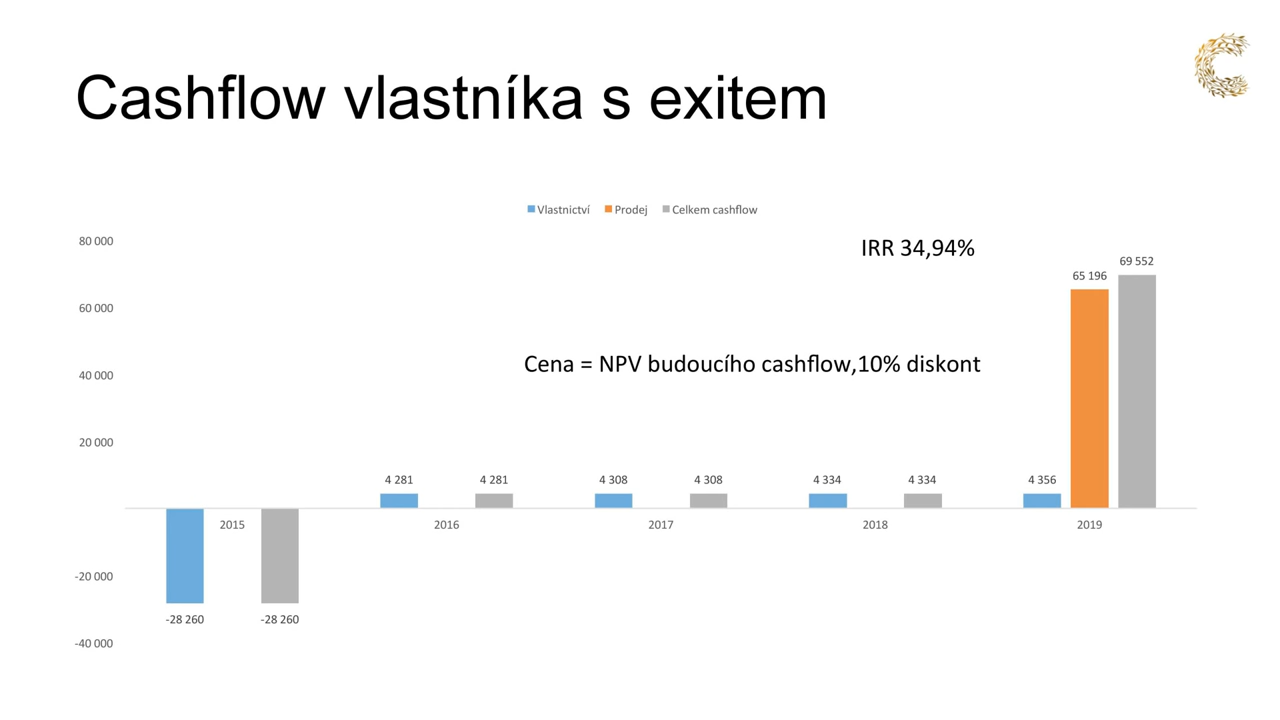 Cashflow vlastníka s exitem
Vlastnictví Prodej Celkem cashflow
80 000
IRR 34,94%
69 552
65 196
60 000
Cena = NPV budoucího cashflow,10% diskont
40 000
20 000
4 281 4 281 4 308 4 308 4 334 4 334 4 356
2015 2016 2017 2018 2019
-20 000
-28 260 -28 260
-40 000